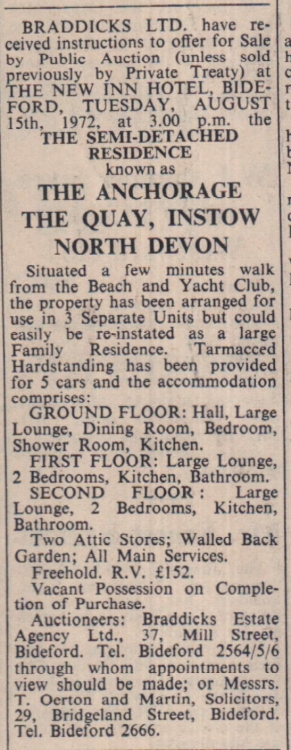 BRADDICKS LTD. have re-
ceived instructions to offer for Sale
by Public Auction (unless sold
previously by Private Treaty) at
THE NEW INN HOTEL, BIDE-
FORD, TUESDAY, AUGUST
15th, 1972, at 3.00 p.m. the
THE SEMI-DETACHED
RESIDENCE
known as
THE ANCHORAGE
THE QUAY, INSTOW
NORTH DEVON
Situated a few minutes walk
from the Beach and Yacht Club,
the property has been arranged for
use in 3 Separate Units but could
easily be re-instated as a large
Family Residence. Tarmacced
Hardstanding has been provided
for 5 cars and the accommodation
comprises:
GROUND FLOOR: Hall, Large
Lounge, Dining Room, Bedroom,
Shower Room, Kitchen.
FIRST FLOOR: Large Lounge,
2 Bedrooms, Kitchen, Bathroom.
SECOND FLOOR: Large
Lounge, 2 Bedrooms, Kitchen,
Bathroom.
Two Attic Stores; Walled Back
Garden; All Main Services.
Freehold. R.V. £152.
Vacant Possession on Comple-
tion of Purchase.
Auctioneers: Braddicks Estate
Agency Ltd., 37, Mill Street,
Bideford. Tel. Bideford 2564/5/6
through whom appointments to
view should be made; or Messrs.
T. Oerton and Martin, Solicitors,
29, Bridgeland Street, Bideford.
Tel. Bideford 2666.